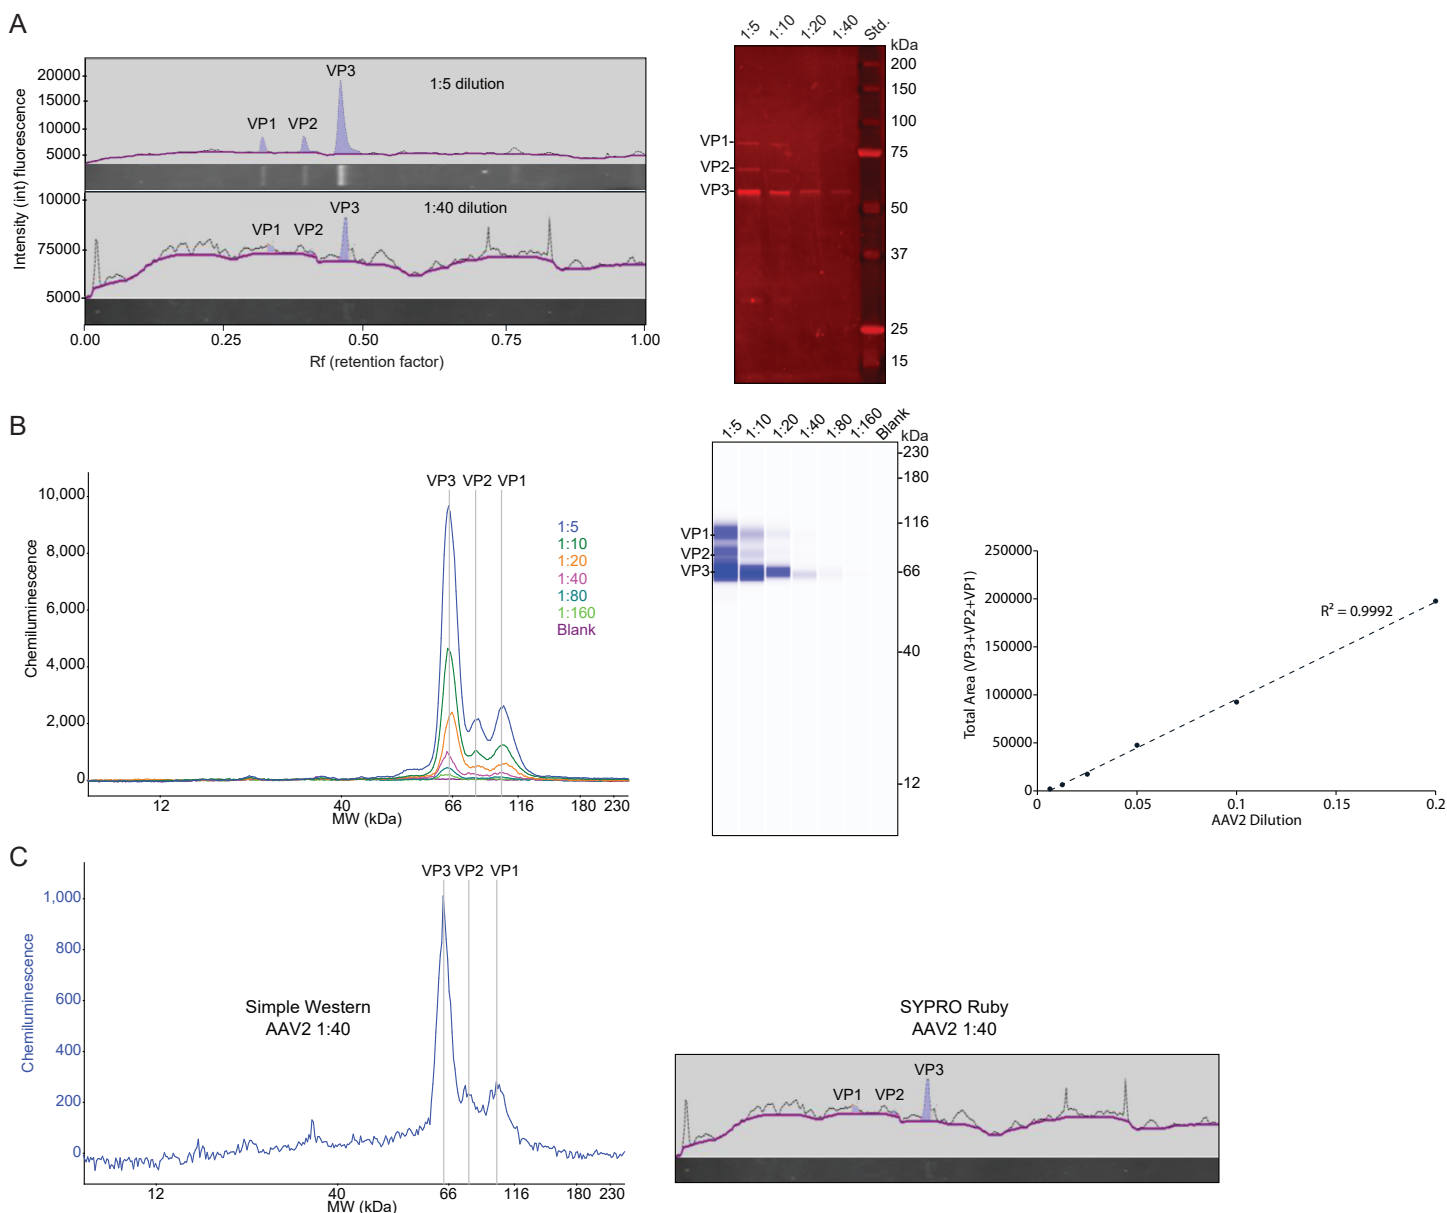 A
20000
15000
10000
5000
VP1
VP2
VP3
1:5 dilution
10000
75000
5000
VP1
VP2
VP3
1:40 dilution
Intensity (int) fluorescence
0.00
0.25
0.50
0.75
1.00
Rf (retention factor)
1:5
1:10
1:20
1:40
Std.
kDa
200
150
100
75
50
37
25
15
VP1
VP2
VP3
B
Chemiluminescence
10,000
8,000
6,000
4,000
2,000
0
VP3
VP2
VP1
1:5
1:10
1:20
1:40
1:80
1:160
Blank
12
40
66
116
180
230
MW (kDa)
1:5
1:10
1:20
1:40
1:80
1:160
Blank
kDa
230
180
116
66
40
12
VP1
VP2
VP3
Total Area (VP3+VP2+VP1)
250000
200000
150000
100000
50000
0
R² = 0.9992
0
0.05
0.1
0.15
0.2
AAV2 Dilution
C
Chemiluminescence
1,000
800
600
400
200
0
VP3
VP2
VP1
Simple Western
AAV2 1:40
12
40
66
116
180
230
MW (kDa)
SYPRO Ruby
AAV2 1:40
VP1
VP2
VP3